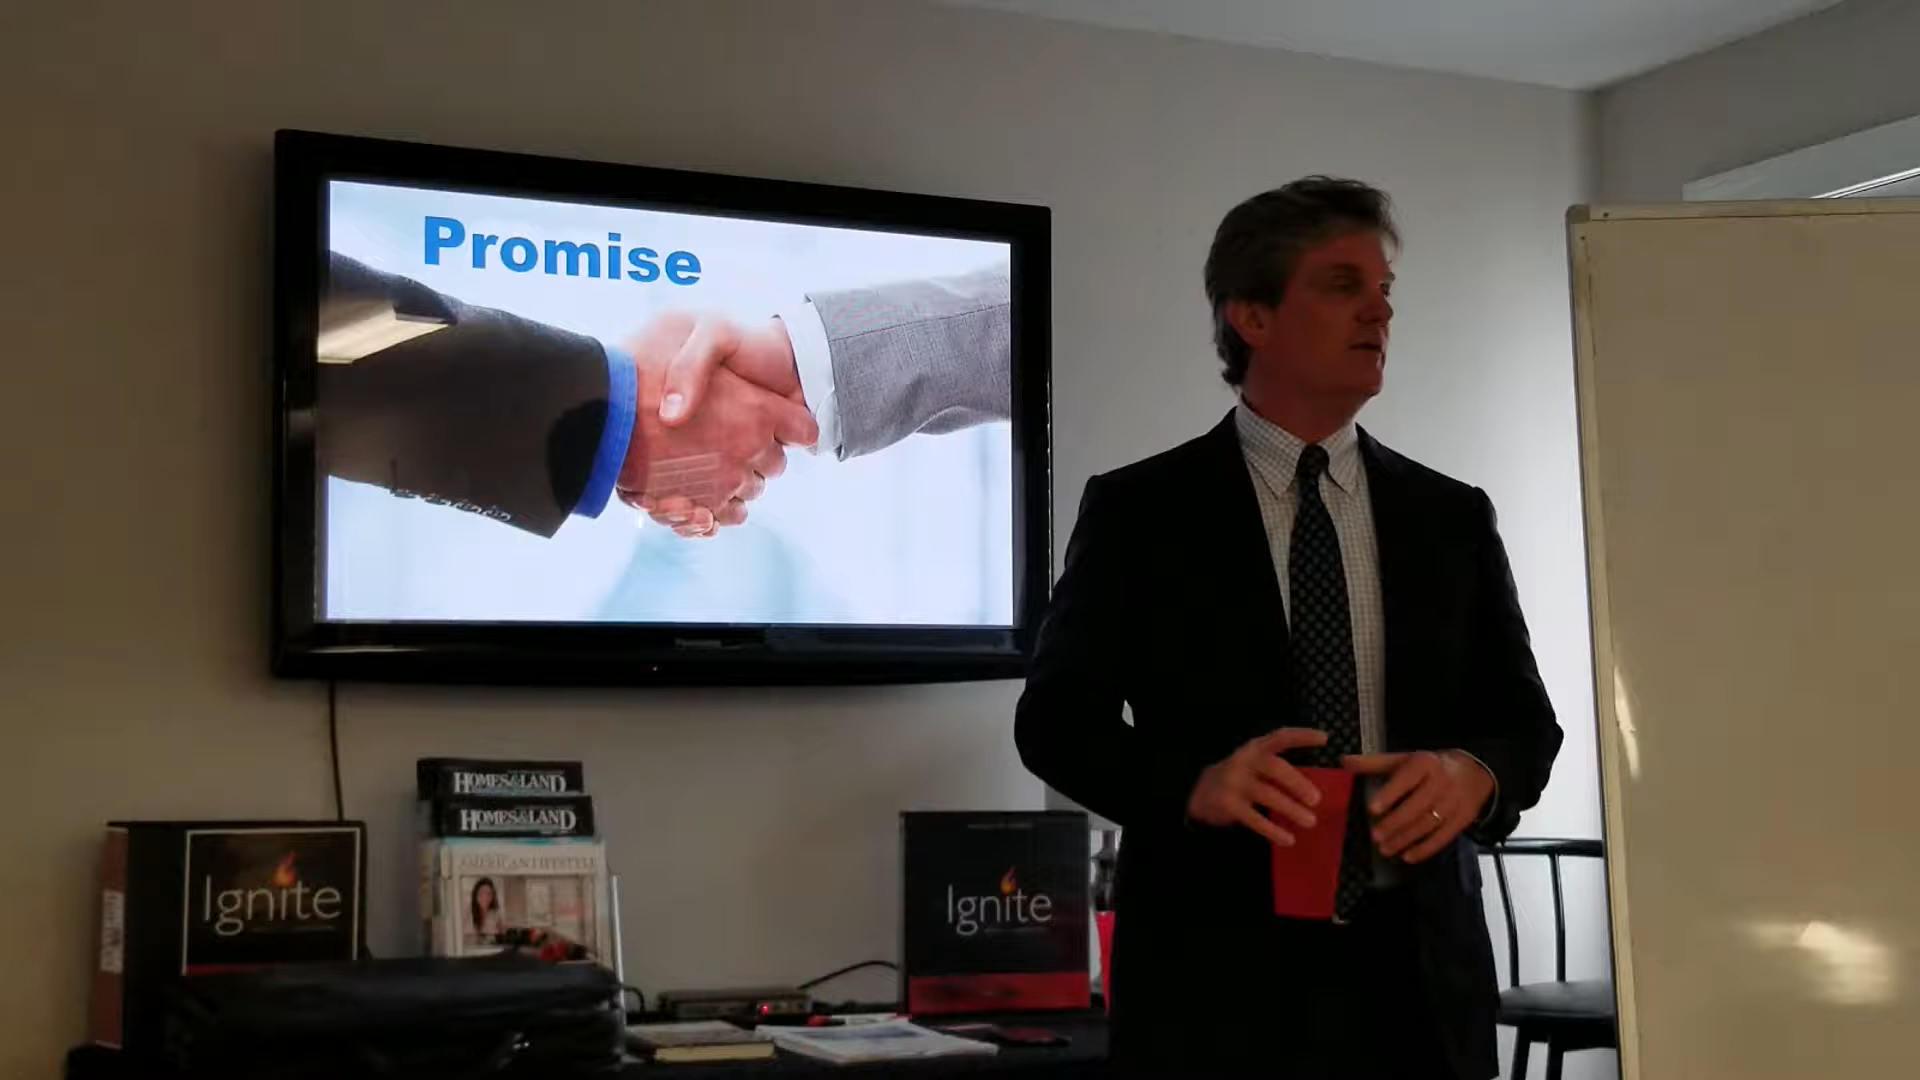 Promise
HOMES&LAND
HOMES&LAND
AMERICAN LIFESTYLE
Ignite
Ignite